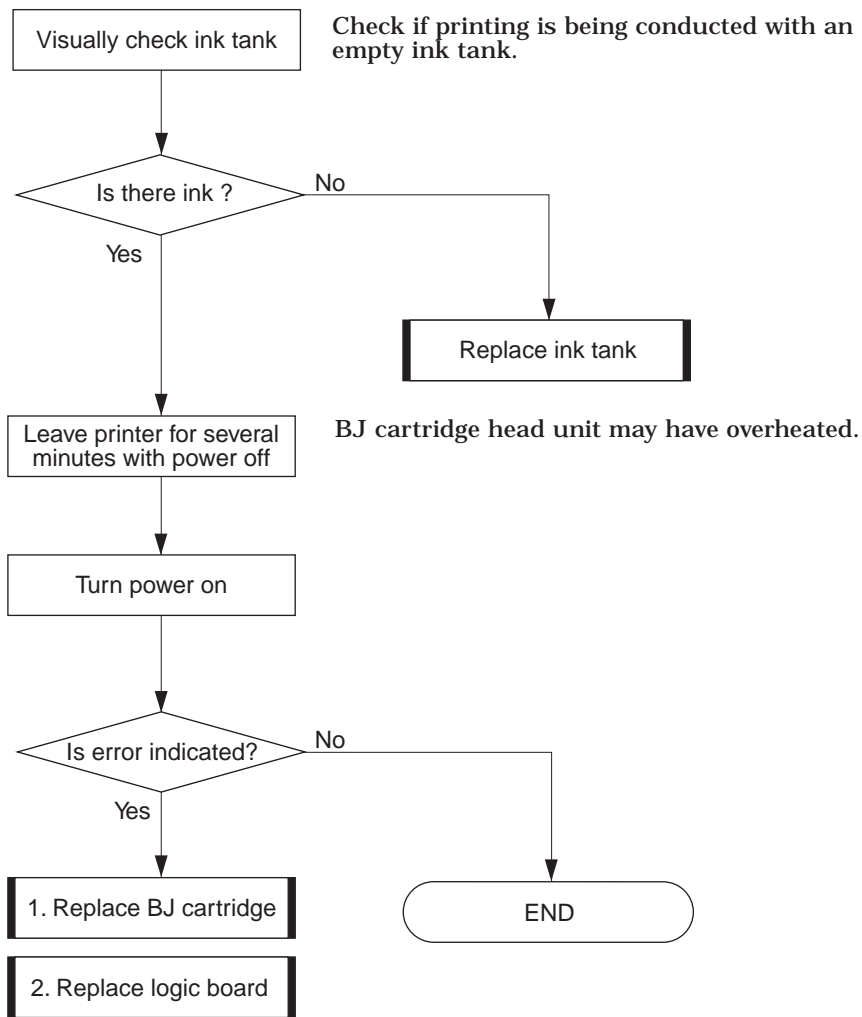 Visually check ink tank
Check if printing is being conducted with an
empty ink tank.
Is there ink ?
No
Yes
Replace ink tank
Leave printer for several
minutes with power off
BJ cartridge head unit may have overheated.
Turn power on
Is error indicated?
No
Yes
1. Replace BJ cartridge
END
2. Replace logic board